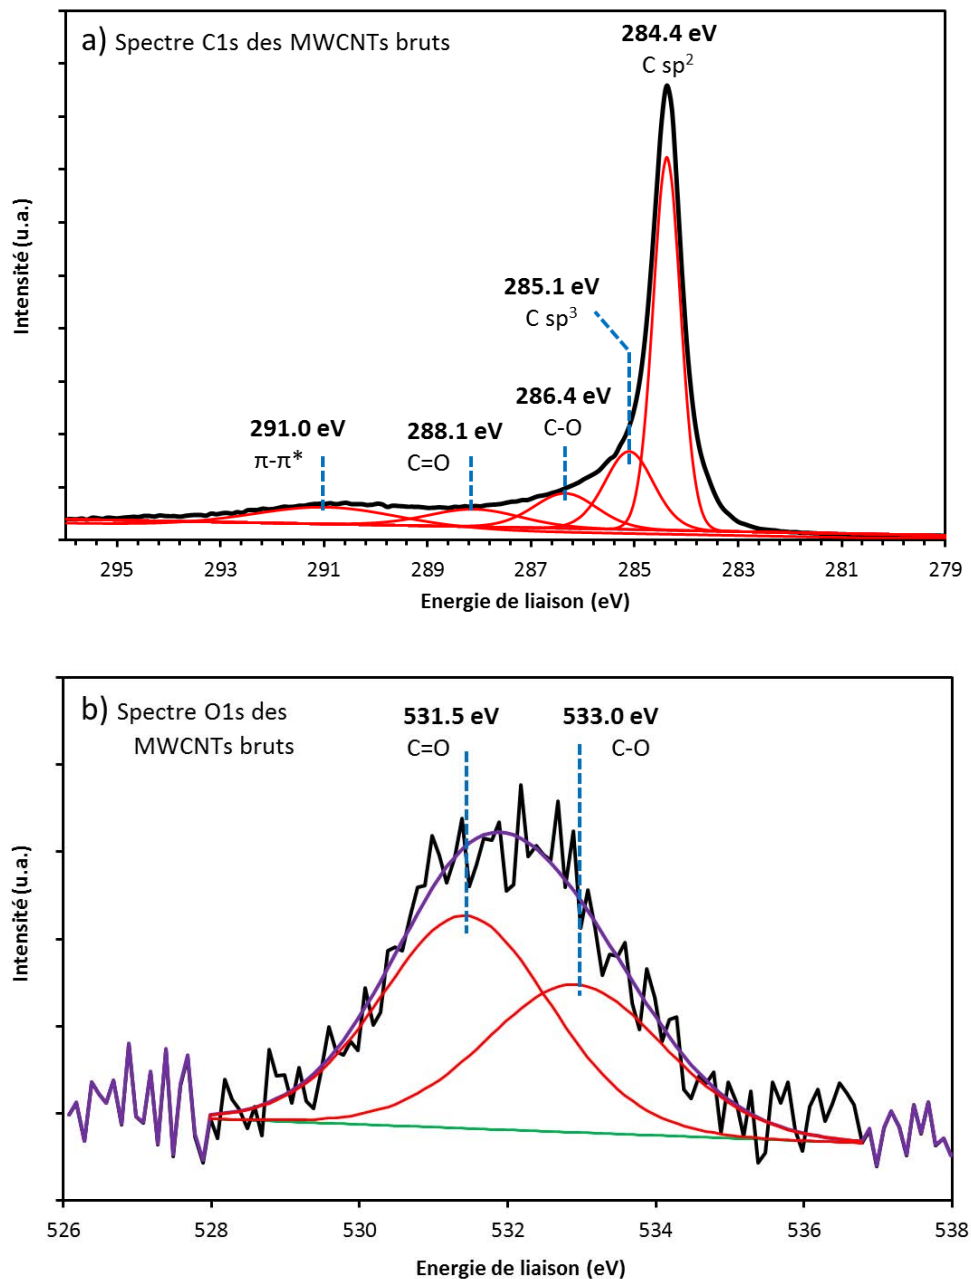 a) Spectre C1s des MWCNTs bruts
284.4 eV
C sp²
285.1 eV
C sp³
286.4 eV
C-O
291.0 eV
π-π*
288.1 eV
C=O
Intensité (u.a.)
295 293 291 289 287 285 283 281 279
Energie de liaison (eV)
b) Spectre O1s des
MWCNTs bruts
531.5 eV
C=O
533.0 eV
C-O
Intensité (u.a.)
526 528 530 532 534 536 538
Energie de liaison (eV)